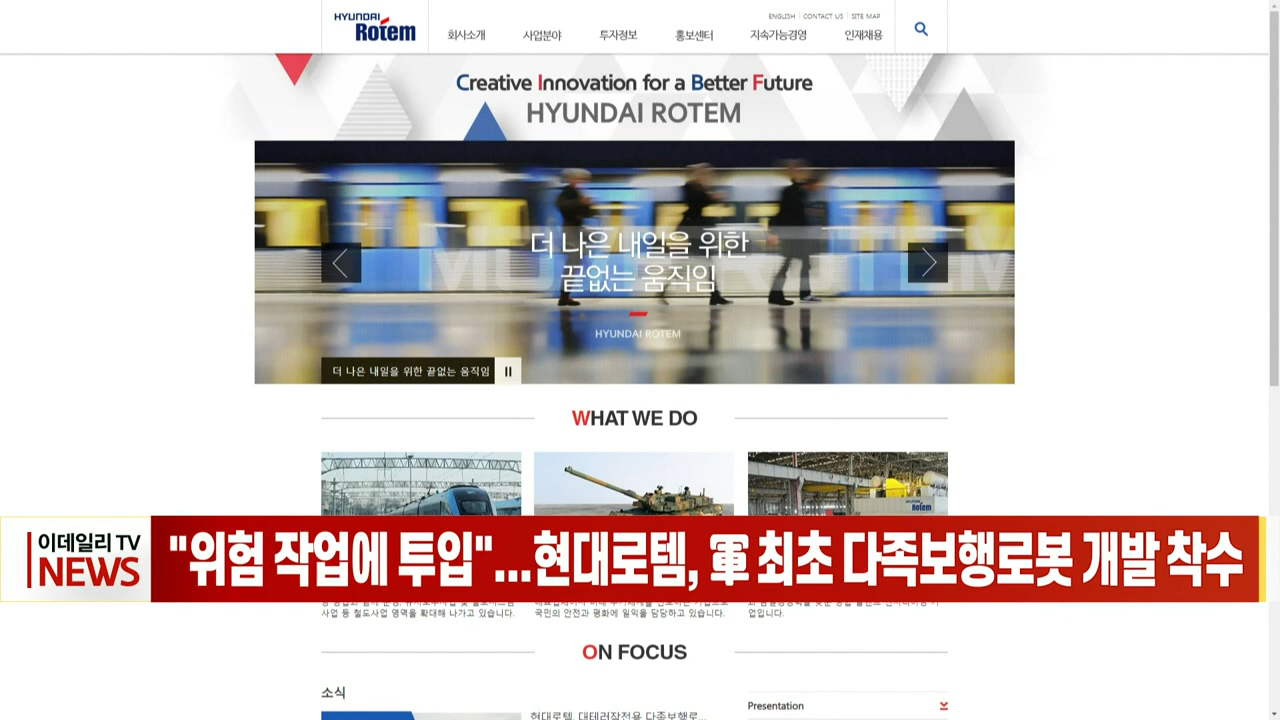 HYUNDAI
Rotem
ENGLISH
CONTACT US
SITE MAP
회사소개
사업분야
투자정보
홍보센터
지속가능경영
인재채용
Creative Innovation for a Better Future
HYUNDAI ROTEM
더 나은 내일을 위한
끝없는 움직임
HYUNDAI ROTEM
더 나은 내일을 위한 끝없는 움직임
WHAT WE DO
Rotem
이데일리 TV
NEWS
"위험 작업에 투입"...현대로템, 軍 최초 다족보행로봇 개발 착수
사업 등 철도사업 영역을 확대해 나가고 있습니다.
국민의 안전과 평화에 일익을 담당하고 있습니다.
업입니다.
ON FOCUS
소식
현대로템, 대테러작전용 다족보행로...
Presentation